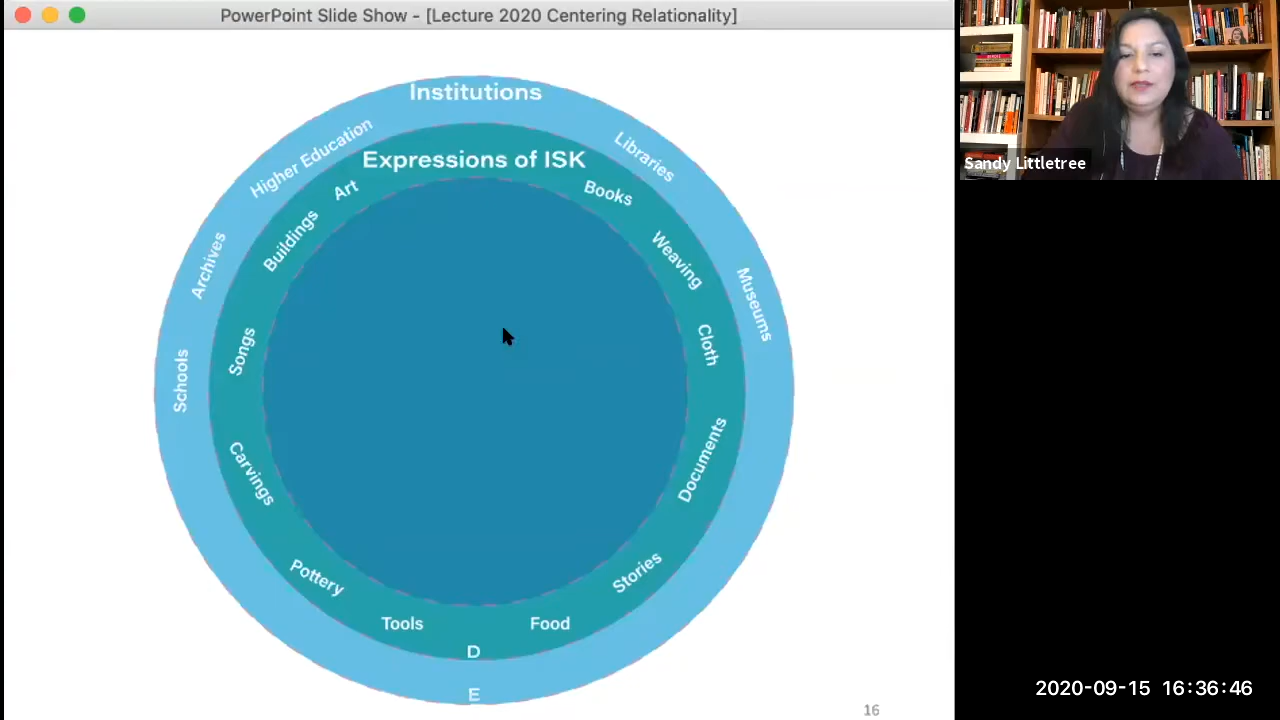 PowerPoint Slide Show - [Lecture 2020 Centering Relationality]
Institutions
Higher Education
Libraries
Archives
Museums
Schools
Expressions of ISK
Art
Books
Buildings
Weaving
Songs
Cloth
Carvings
Documents
Pottery
Stories
Tools
Food
D
E
16
Sandy Littletree
2020-09-15 16:36:46